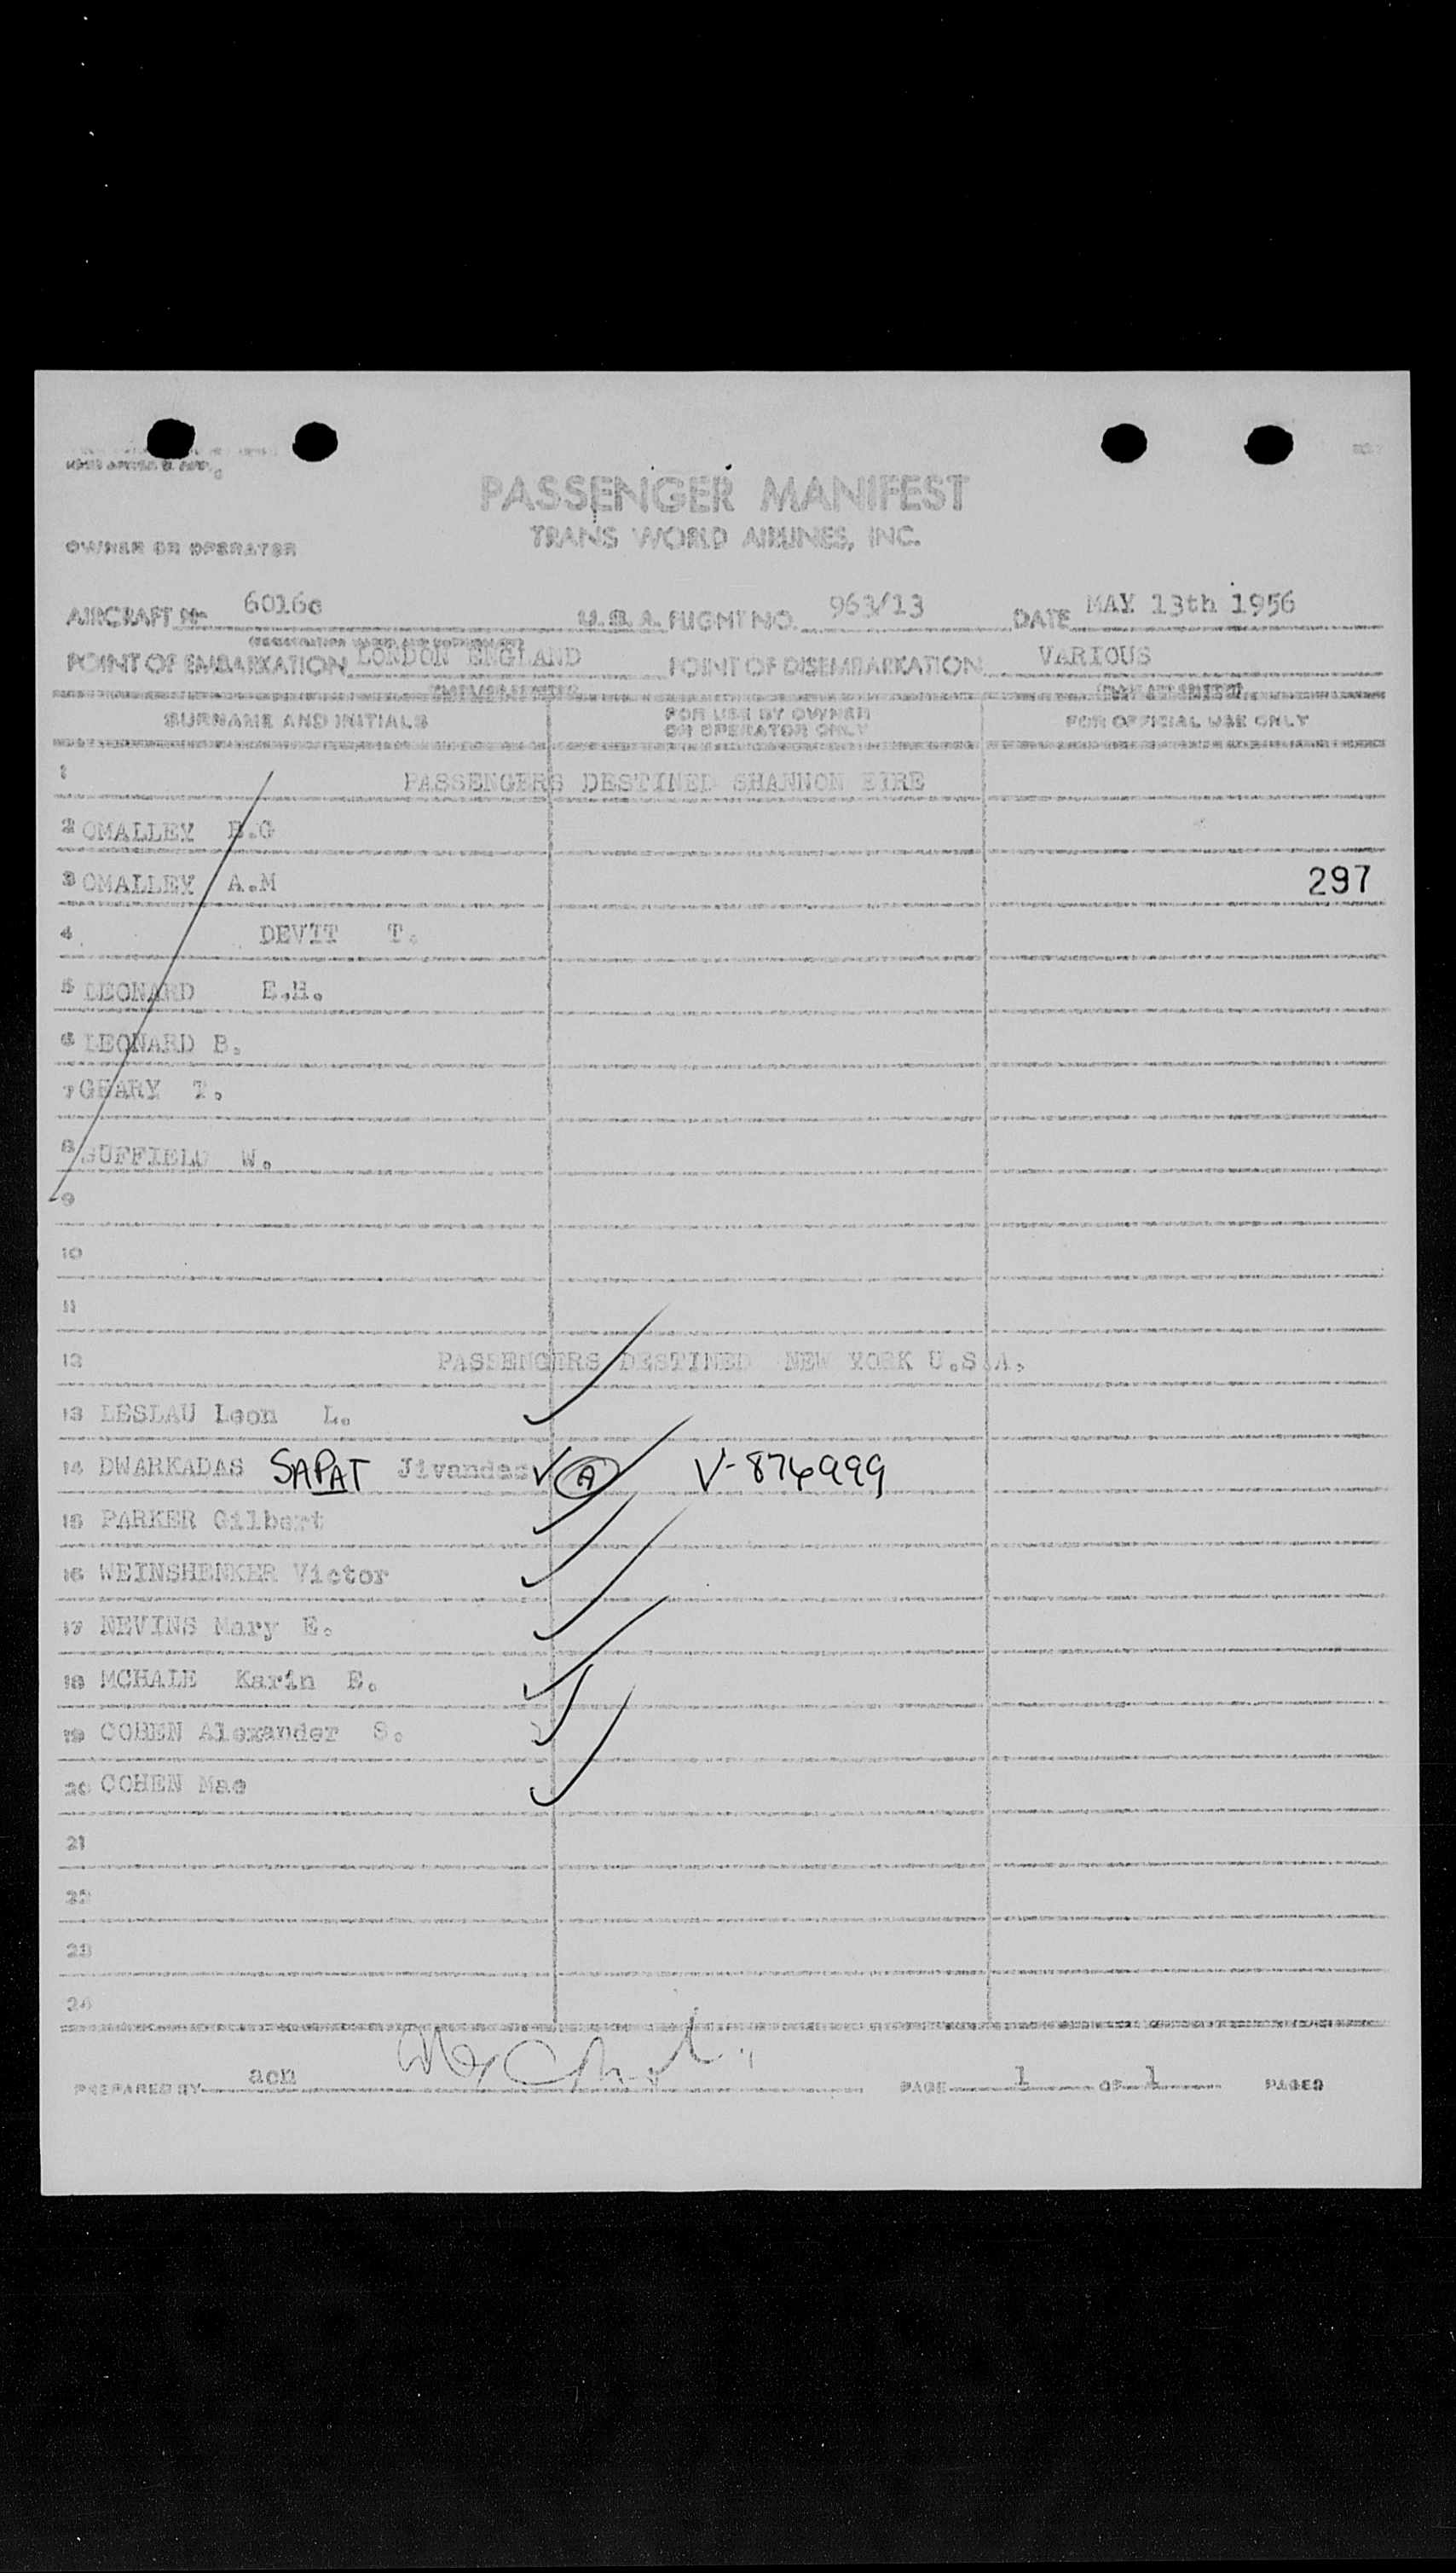 PASSENGER MANIFEST
TRANS WORLD AIRLINES, INC.
OWNER OR OPERATOR
AIRCRAFT No 6016c U.S.A. FLIGHT NO. 963/13 DATE MAY 13th 1956
POINT OF EMBARKATION LONDON ENGLAND POINT OF DISEMBARKATION VARIOUS
SURNAME AND INITIALS FOR USE BY OWNER OR OPERATOR ONLY FOR OFFICIAL USE ONLY
1 PASSENGERS DESTINED SHANNON EIRE
2 OMALLEY B.G
3 OMALLEY A.M 297
4 DEVIT T.
5 LEONARD E.H.
6 LEONARD B.
7 GEARY T.
8 SUFFIELD W.
9
10
11
12 PASSENGERS DESTINED NEW YORK U.S.A.
13 LESLAU Leon L.
14 DWARKADAS SAPAT Jivandas A V-874999
15 PARKER Gilbert
16 WEINSHENKER Victor
17 NEVINS Mary E.
18 MCHALE Karin E.
19 COHEN Alexander S.
20 COHEN Mae
21
22
23
24
PREPARED BY acn PAGE 1 OF 1 PAGES